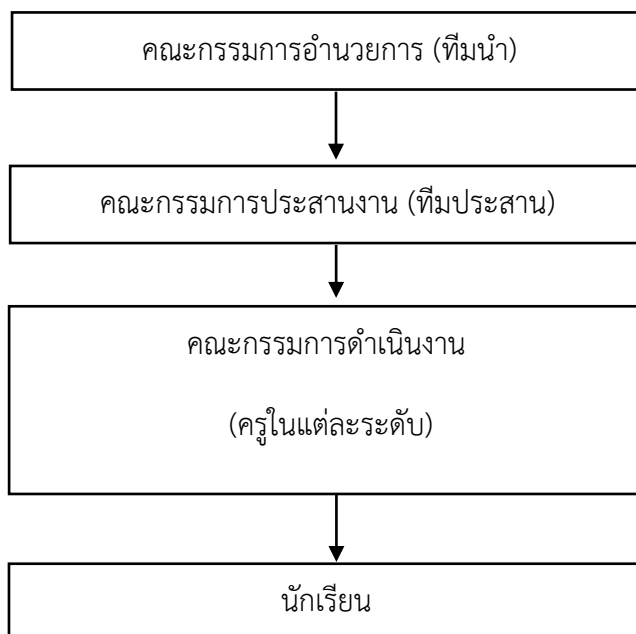 คณะกรรมการอำนวยการ (ทีมนำ)
คณะกรรมการประสานงาน (ทีมประสาน)
คณะกรรมการดำเนินงาน
(ครูในแต่ละระดับ)
นักเรียน